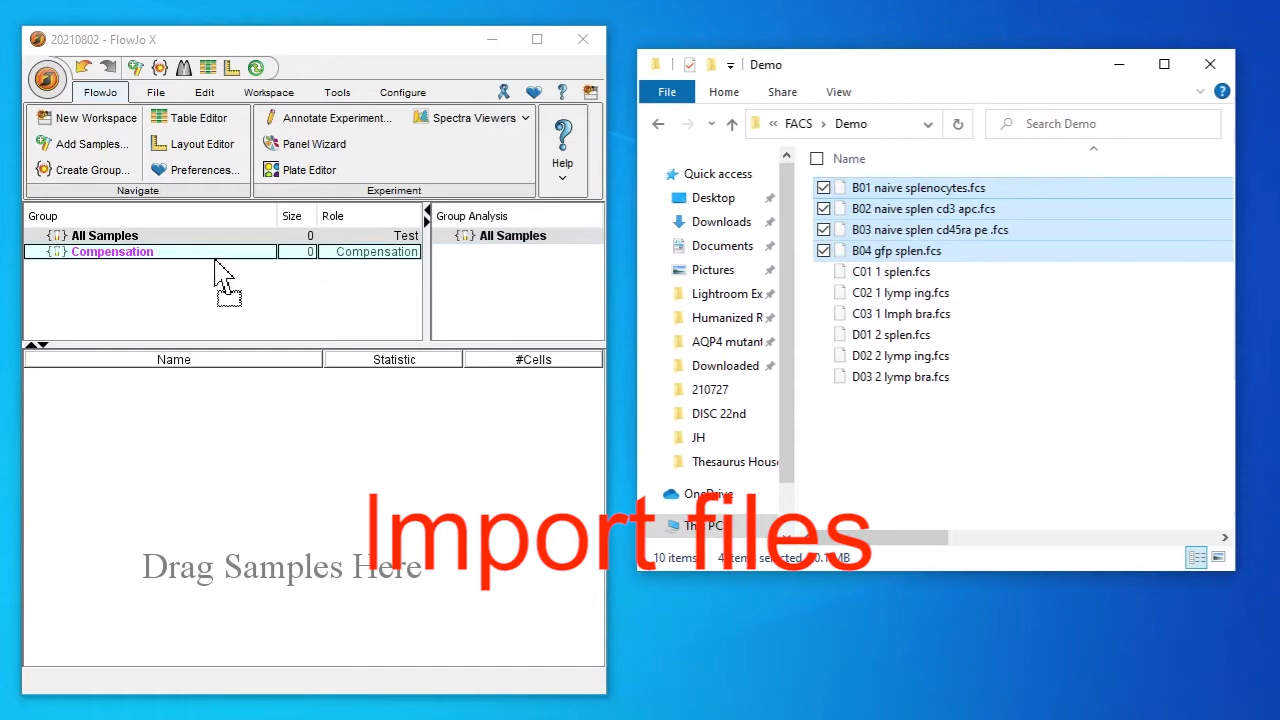 20210802 - FlowJo X
FlowJo File Edit Workspace Tools Configure
New Workspace Table Editor Annotate Experiment... Spectra Viewers
Add Samples... Layout Editor Panel Wizard
Create Group... Preferences... Plate Editor
Help
Navigate Experiment
Group Size Role Group Analysis
All Samples 0 Test All Samples
Compensation 0 Compensation
Name Statistic #Cells
Drag Samples Here
Demo
File Home Share View
« FACS > Demo
Search Demo
Quick access
Desktop
Downloads
Documents
Pictures
Lightroom Ex
Humanized R
AQP4 mutant
Downloaded
210727
DISC 22nd
JH
Thesaurus House
OneDrive
This PC
Name
B01 naive splenocytes.fcs
B02 naive splen cd3 apc.fcs
B03 naive splen cd45ra pe .fcs
B04 gfp splen.fcs
C01 1 splen.fcs
C02 1 lymp ing.fcs
C03 1 lmph bra.fcs
D01 2 splen.fcs
D02 2 lymp ing.fcs
D03 2 lymp bra.fcs
10 items 4 items selected
Import files